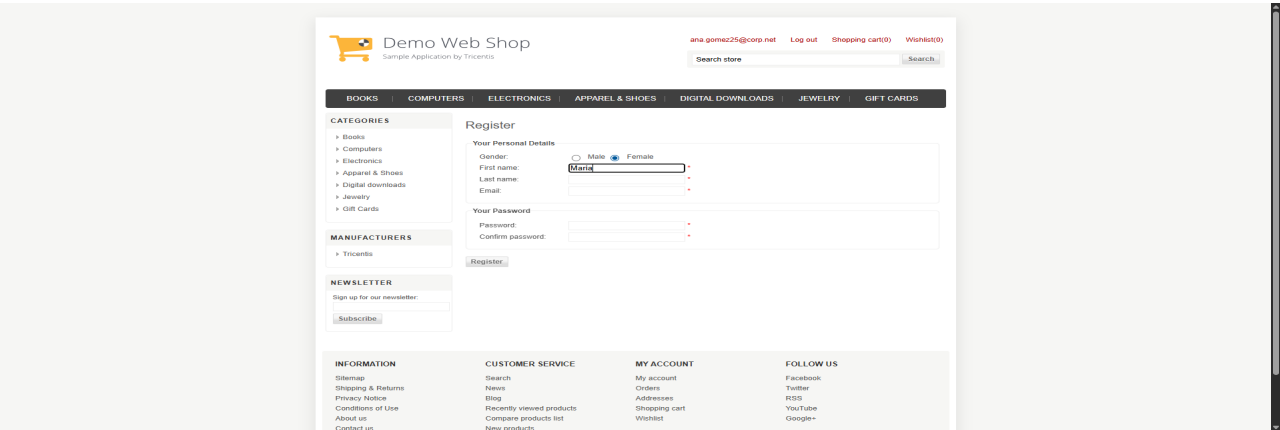 Demo Web Shop
Sample Application by Tricentis
ana.gomez25@corp.net Log out Shopping cart(0) Wishlist(0)
Search store Search
BOOKS | COMPUTERS | ELECTRONICS | APPAREL & SHOES | DIGITAL DOWNLOADS | JEWELRY | GIFT CARDS
CATEGORIES
Books
Computers
Electronics
Apparel & Shoes
Digital downloads
Jewelry
Gift Cards
MANUFACTURERS
Tricentis
NEWSLETTER
Sign up for our newsletter:
Subscribe
Register
Your Personal Details
Gender: Male Female
First name: Maria *
Last name: *
Email: *
Your Password
Password: *
Confirm password: *
Register
INFORMATION
Sitemap
Shipping & Returns
Privacy Notice
Conditions of Use
About us
Contact us
CUSTOMER SERVICE
Search
News
Blog
Recently viewed products
Compare products list
New products
MY ACCOUNT
My account
Orders
Addresses
Shopping cart
Wishlist
FOLLOW US
Facebook
Twitter
RSS
YouTube
Google+